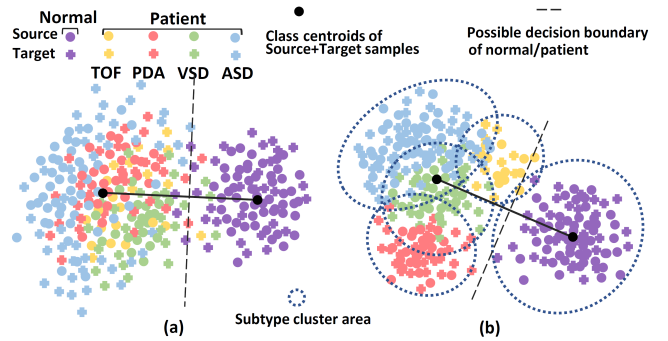 Normal Patient
Source
Target
TOF PDA VSD ASD
Class centroids of
Source+Target samples
Possible decision boundary
of normal/patient
Subtype cluster area
(a) (b)